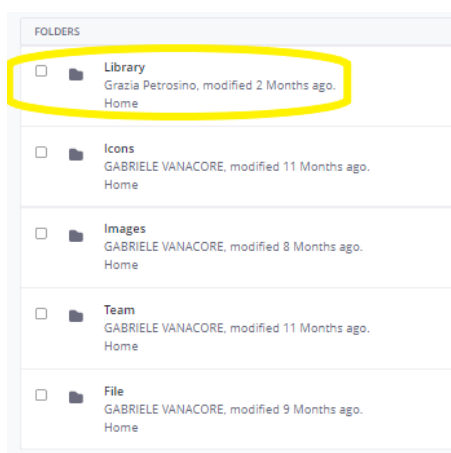 FOLDERS
Library
Grazia Petrosino, modified 2 Months ago.
Home
Icons
GABRIELE VANACORE, modified 11 Months ago.
Home
Images
GABRIELE VANACORE, modified 8 Months ago.
Home
Team
GABRIELE VANACORE, modified 11 Months ago.
Home
File
GABRIELE VANACORE, modified 9 Months ago.
Home